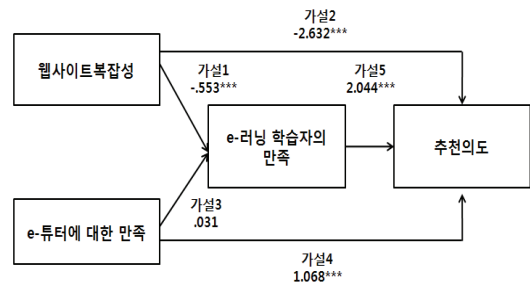 가설2
-2.632***
웹사이트복잡성
가설1
-.553***
가설5
2.044***
e-러닝 학습자의
만족
추천의도
가설3
.031
e-튜터에 대한 만족
가설4
1.068***